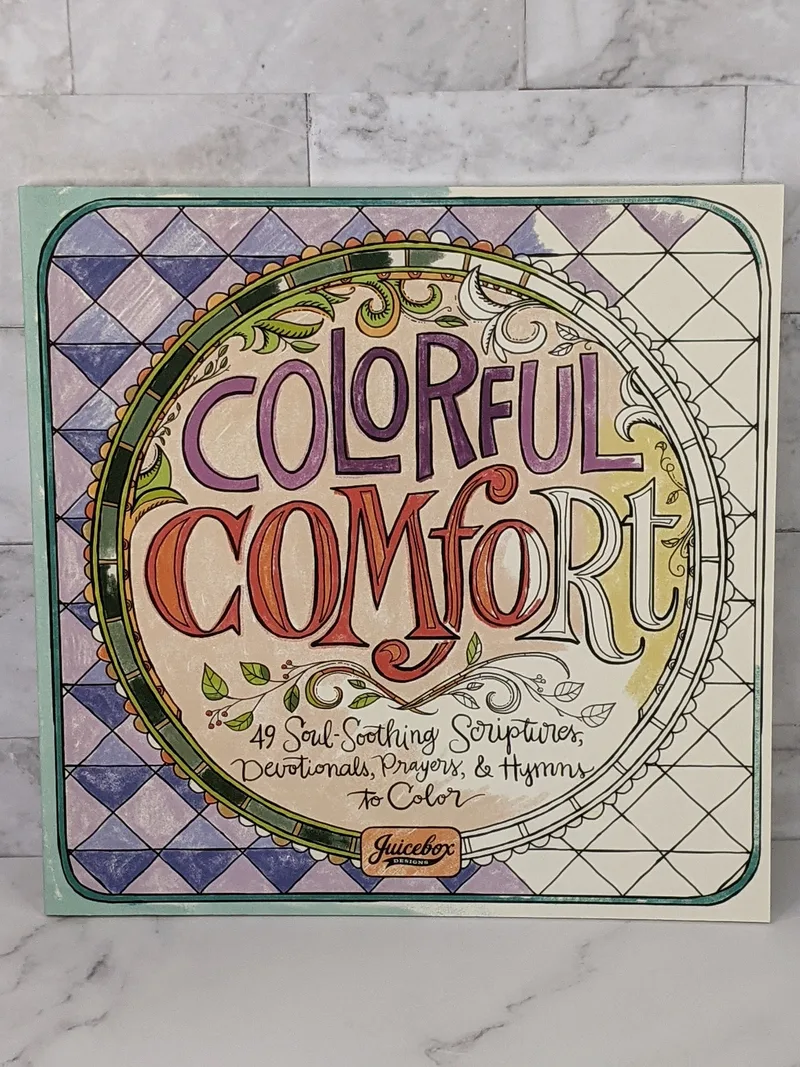 COLORFUL
COMfoRt
49 Soul-Soothing Scriptures,
Devotionals, Prayers, & Hymns
to Color
Juicebox
DESIGNS